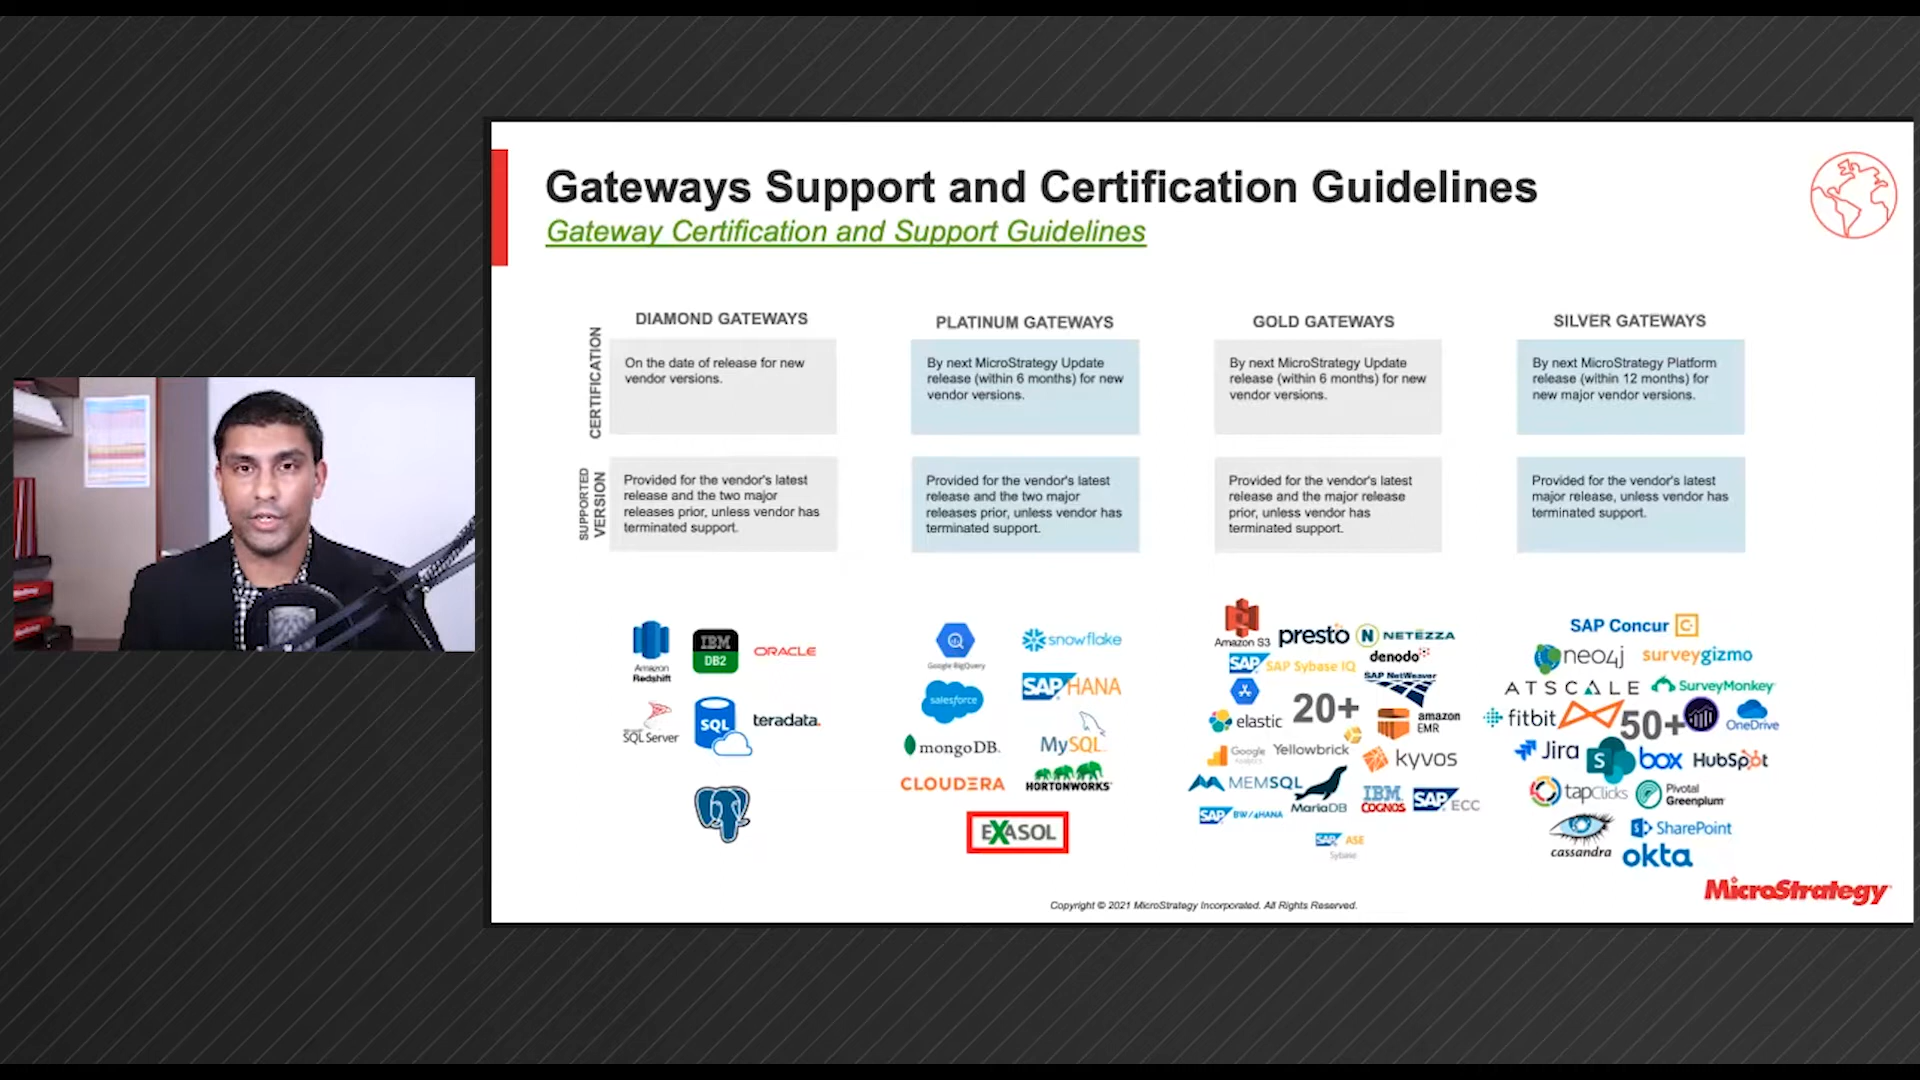 Gateways Support and Certification Guidelines
Gateway Certification and Support Guidelines
DIAMOND GATEWAYS
PLATINUM GATEWAYS
GOLD GATEWAYS
SILVER GATEWAYS
CERTIFICATION
On the date of release for new
vendor versions.
By next MicroStrategy Update
release (within 6 months) for new
vendor versions.
By next MicroStrategy Update
release (within 6 months) for new
vendor versions.
By next MicroStrategy Platform
release (within 12 months) for
new major vendor versions.
SUPPORTED
VERSION
Provided for the vendor's latest
release and the two major
releases prior, unless vendor has
terminated support.
Provided for the vendor's latest
release and the two major
releases prior, unless vendor has
terminated support.
Provided for the vendor's latest
release and the major release
prior, unless vendor has
terminated support.
Provided for the vendor's latest
major release, unless vendor has
terminated support.
Amazon
Redshift
IBM
DB2
ORACLE
SQL Server
SQL
teradata.
Google BigQuery
snowflake
salesforce
SAP HANA
mongoDB.
MySQL
CLOUDERA
HORTONWORKS
EXASOL
Amazon S3
presto
N NETEZZA
SAP SAP Sybase IQ
denodo
SAP NetWeaver
elastic
20+
amazon
EMR
Google
Analytics
Yellowbrick
kyvos
MEMSQL
MariaDB
IBM
COGNOS
SAP ECC
SAP BW/4HANA
SAP ASE
Sybase
SAP Concur C
neo4j
surveygizmo
ATSCALE
SurveyMonkey
fitbit
50+
OneDrive
Jira
S
box
HubSpot
tapclicks
Pivotal
Greenplum
cassandra
S SharePoint
okta
MicroStrategy
Copyright © 2021 MicroStrategy Incorporated. All Rights Reserved.